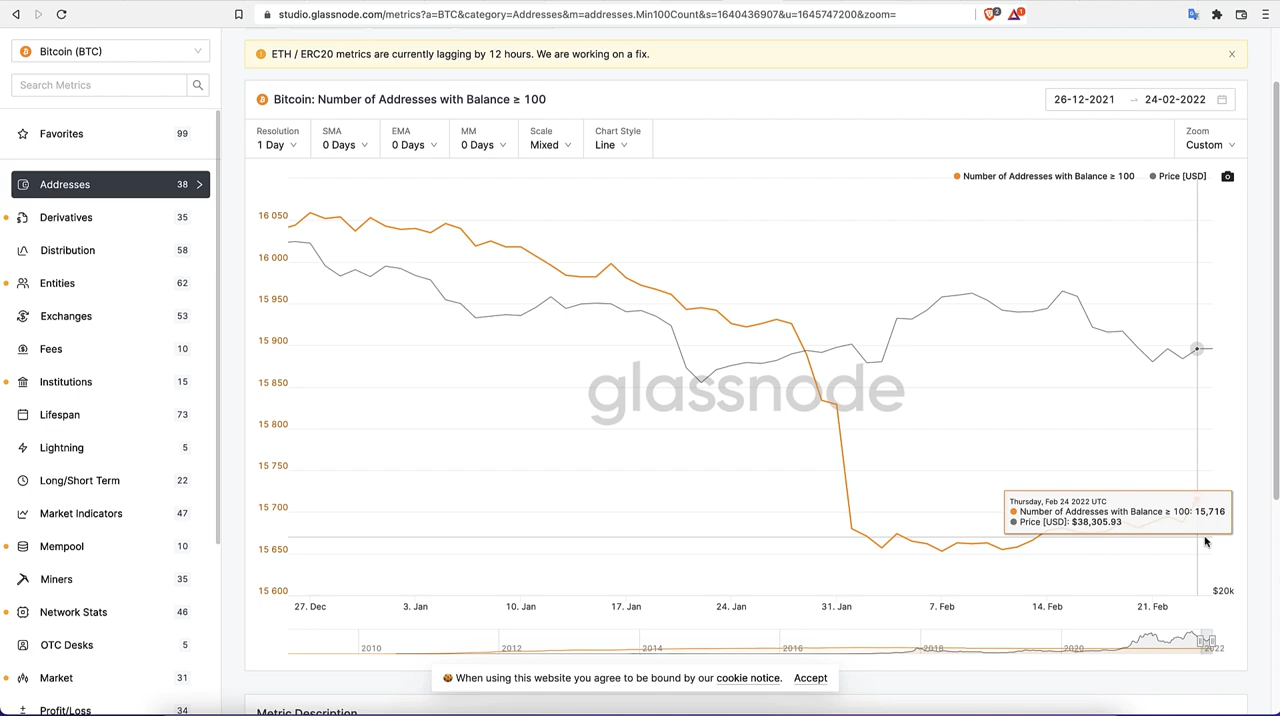 studio.glassnode.com/metrics?a=BTC&category=Addresses&m=addresses.Min100Count&s=1640436907&u=1645747200&zoom=
2
1
Bitcoin (BTC)
ETH / ERC20 metrics are currently lagging by 12 hours. We are working on a fix.
Search Metrics
Bitcoin: Number of Addresses with Balance ≥ 100
26-12-2021 → 24-02-2022
Resolution SMA EMA MM Scale Chart Style Zoom
1 Day 0 Days 0 Days 0 Days Mixed Line Custom
Favorites 99
Addresses 38
Derivatives 35
Distribution 58
Entities 62
Exchanges 53
Fees 10
Institutions 15
Lifespan 73
Lightning 5
Long/Short Term 22
Market Indicators 47
Mempool 10
Miners 35
Network Stats 46
OTC Desks 5
Market 31
Profit/Loss 34
Number of Addresses with Balance ≥ 100 Price [USD]
16 050
16 000
15 950
15 900
15 850
15 800
15 750
15 700
15 650
15 600
glassnode
Thursday, Feb 24 2022 UTC
Number of Addresses with Balance ≥ 100: 15,716
Price [USD]: $38,305.93
$20k
27. Dec 3. Jan 10. Jan 17. Jan 24. Jan 31. Jan 7. Feb 14. Feb 21. Feb
2010 2012 2014 2016 2018 2020 2022
When using this website you agree to be bound by our cookie notice. Accept
Metric Description